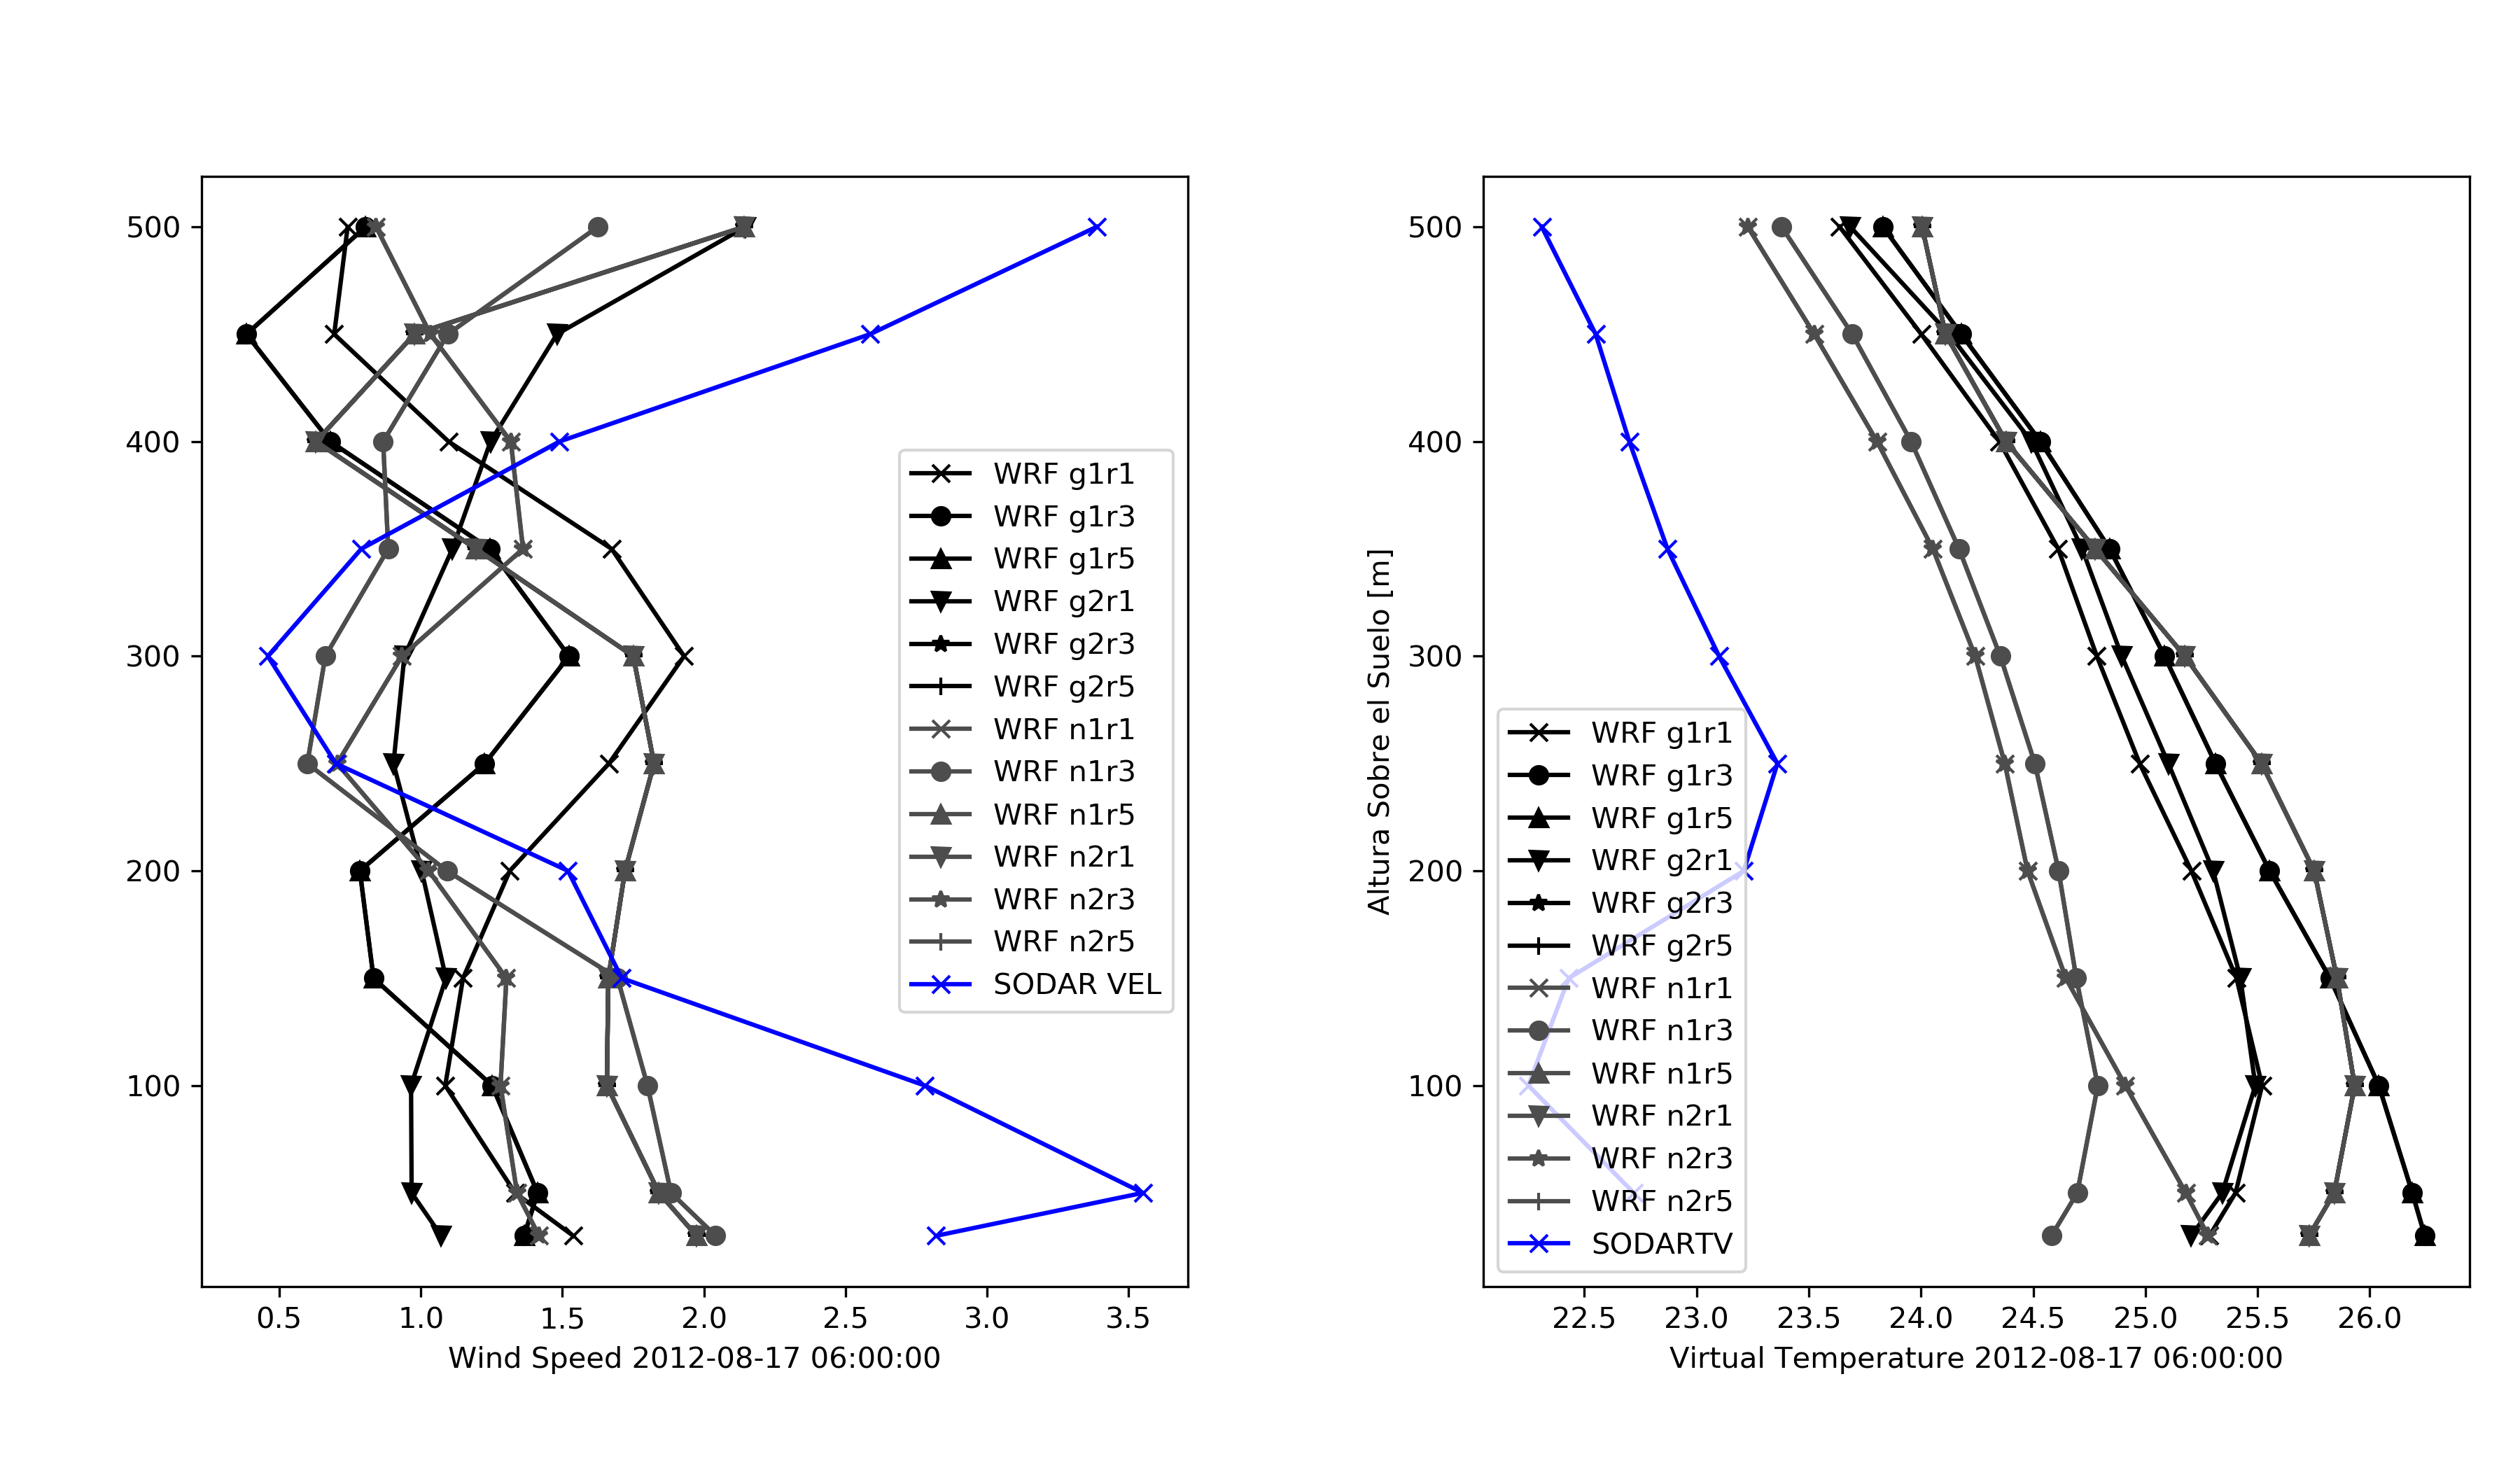 500
400
300
200
100
0.5 1.0 1.5 2.0 2.5 3.0 3.5
Wind Speed 2012-08-17 06:00:00
WRF g1r1
WRF g1r3
WRF g1r5
WRF g2r1
WRF g2r3
WRF g2r5
WRF n1r1
WRF n1r3
WRF n1r5
WRF n2r1
WRF n2r3
WRF n2r5
SODAR VEL
Altura Sobre el Suelo [m]
500
400
300
200
100
22.5 23.0 23.5 24.0 24.5 25.0 25.5 26.0
Virtual Temperature 2012-08-17 06:00:00
WRF g1r1
WRF g1r3
WRF g1r5
WRF g2r1
WRF g2r3
WRF g2r5
WRF n1r1
WRF n1r3
WRF n1r5
WRF n2r1
WRF n2r3
WRF n2r5
SODARTV